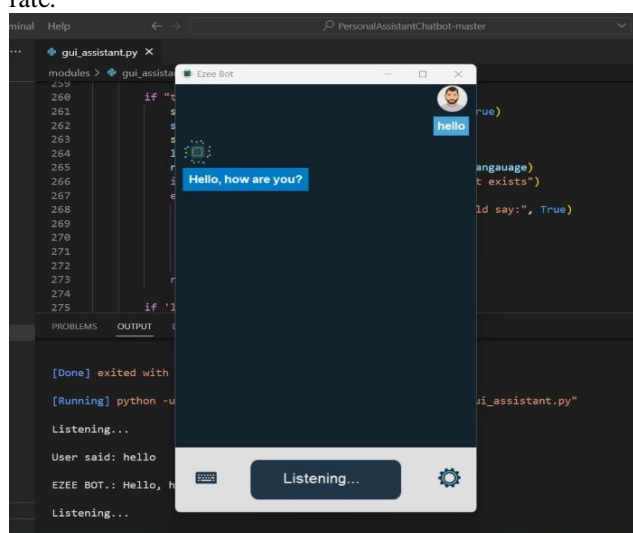 rate.
minal Help PersonalAssistantChatbot-master
gui_assistant.py
modules > gui_assista
Ezee Bot
hello
Hello, how are you?
259
260 if "t
261 s rue)
262 s
263 s
264 l
265 r angauage)
266 i t exists")
267 e
268 ld say:", True)
269
270
271
272
273 r
274
275 if 'l
PROBLEMS OUTPUT
[Done] exited with
[Running] python -u ui_assistant.py"
Listening...
User said: hello
EZEE BOT.: Hello, h
Listening...
Listening...